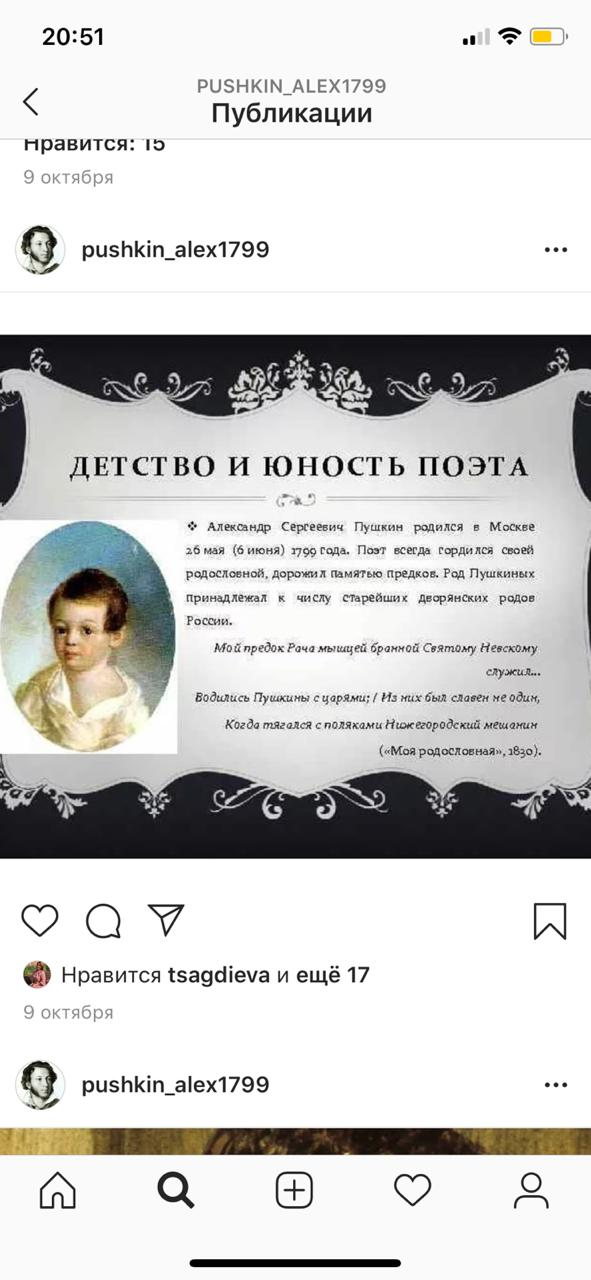 20:51
PUSHKIN_ALEX1799
Публикации
Нравится: 15
9 октября
pushkin_alex1799
ДЕТСТВО И ЮНОСТЬ ПОЭТА
❖ Александр Сергеевич Пушкин родился в Москве
26 мая (6 июня) 1799 года. Поэт всегда гордился своей
родословной, дорожил памятью предков. Род Пушкиных
принадлежал к числу старейших дворянских родов
России.
Мой предок Рача мышцей бранной Святому Невскому
служил...
Водились Пушкины с царями; / Из них был славен не один,
Когда тягался с поляками Нижегородский мещанин
(«Моя родословная», 1830).
Нравится tsagdieva и ещё 17
9 октября
pushkin_alex1799